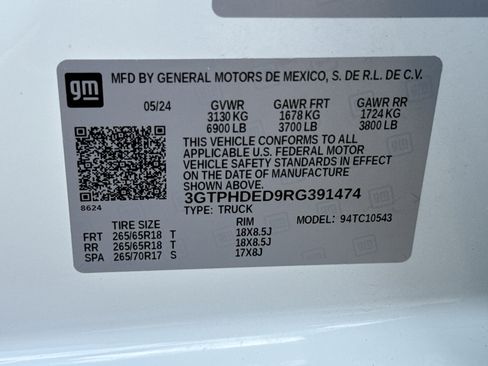 gm
MFD BY GENERAL MOTORS DE MEXICO, S. DE R.L. DE C.V.
05/24 GVWR GAWR FRT GAWR RR
3130 KG 1678 KG 1724 KG
6900 LB 3700 LB 3800 LB
THIS VEHICLE CONFORMS TO ALL
APPLICABLE U.S. FEDERAL MOTOR
VEHICLE SAFETY STANDARDS IN EFFECT
ON THE DATE OF MANUFACTURE
SHOWN ABOVE.
3GTPHDED9RG391474
8624
TYPE: TRUCK MODEL: 94TC10543
TIRE SIZE RIM
FRT 265/65R18 T 18X8.5J
RR 265/65R18 T 18X8.5J
SPA 265/70R17 S 17X8J